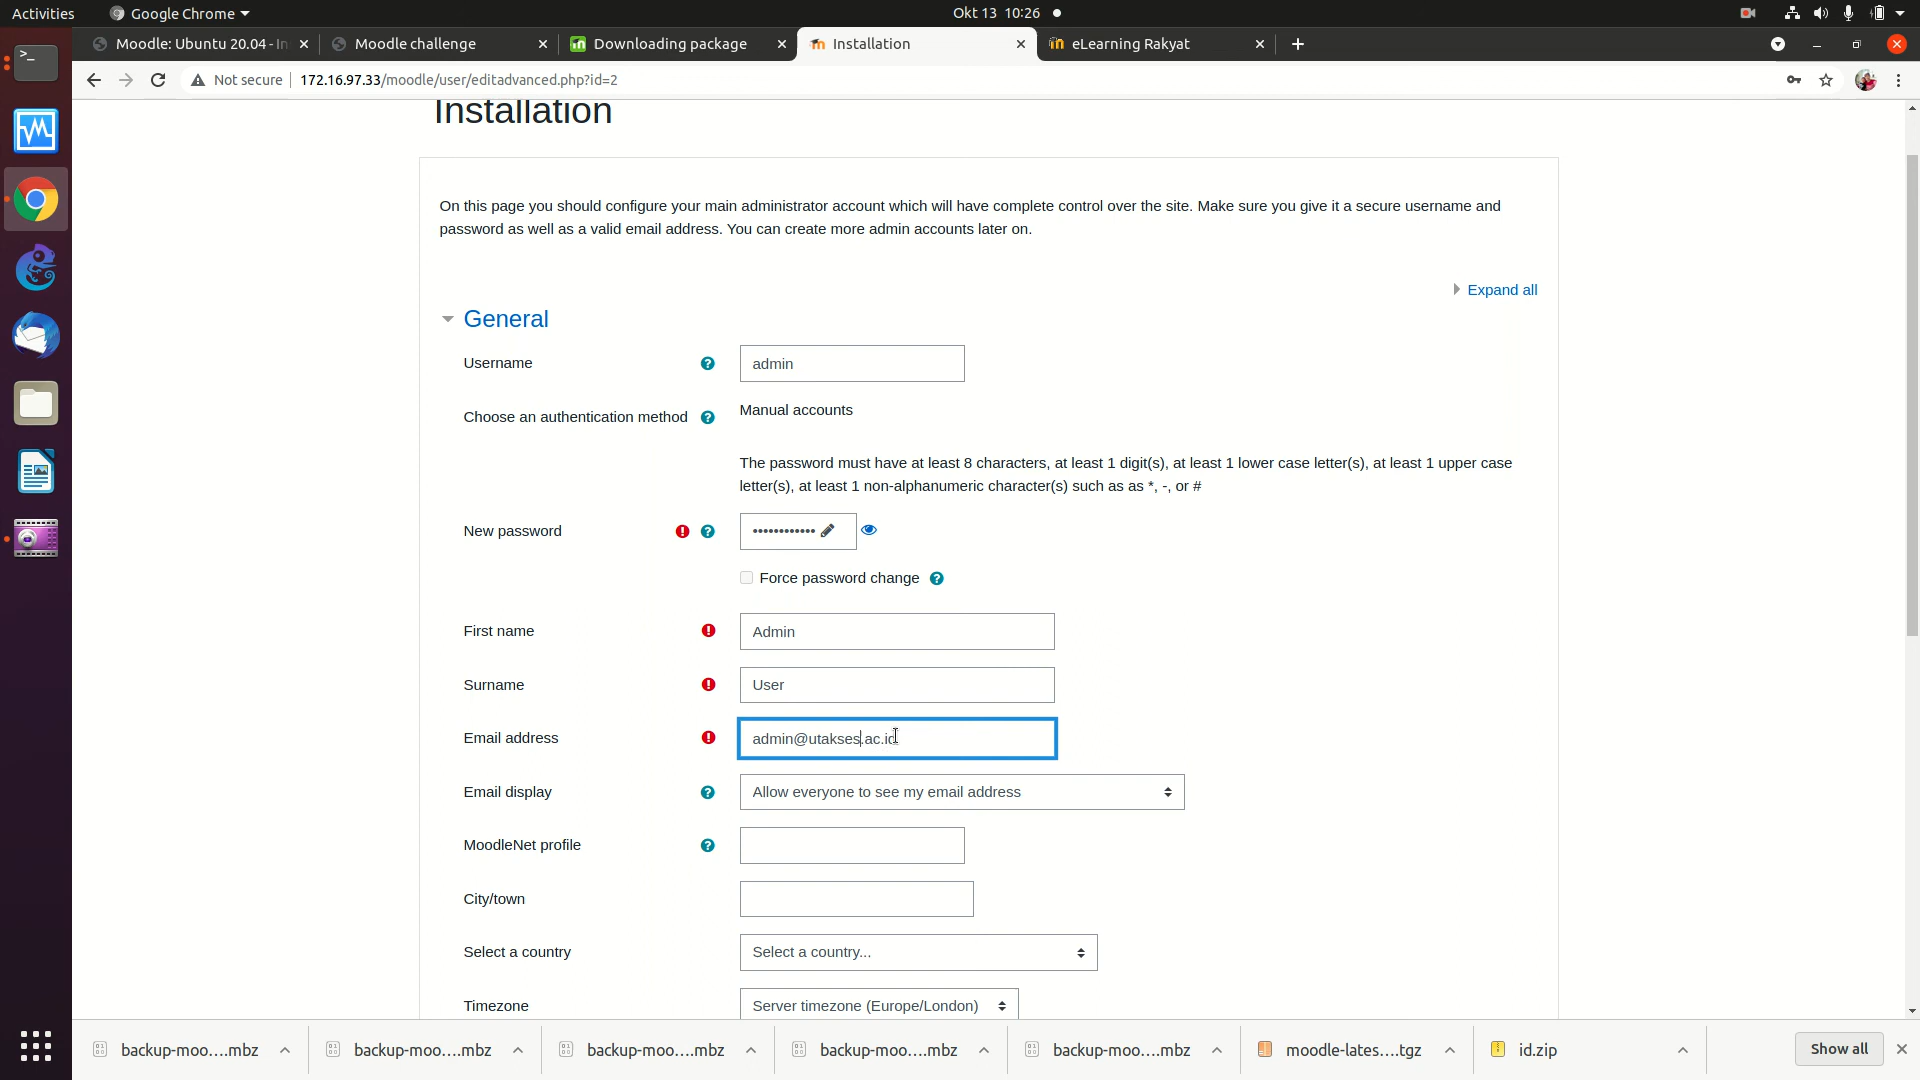 Activities
Google Chrome
Okt 13 10:26
Moodle: Ubuntu 20.04 - In
Moodle challenge
Downloading package
Installation
eLearning Rakyat
Not secure
172.16.97.33/moodle/user/editadvanced.php?id=2
Installation
On this page you should configure your main administrator account which will have complete control over the site. Make sure you give it a secure username and
password as well as a valid email address. You can create more admin accounts later on.
Expand all
General
Username
admin
Choose an authentication method
Manual accounts
The password must have at least 8 characters, at least 1 digit(s), at least 1 lower case letter(s), at least 1 upper case
letter(s), at least 1 non-alphanumeric character(s) such as as *, -, or #
New password
••••••••••••
Force password change
First name
Admin
Surname
User
Email address
admin@utakses.ac.id
Email display
Allow everyone to see my email address
MoodleNet profile
City/town
Select a country
Select a country...
Timezone
Server timezone (Europe/London)
backup-moo....mbz
backup-moo....mbz
backup-moo....mbz
backup-moo....mbz
backup-moo....mbz
moodle-lates....tgz
id.zip
Show all